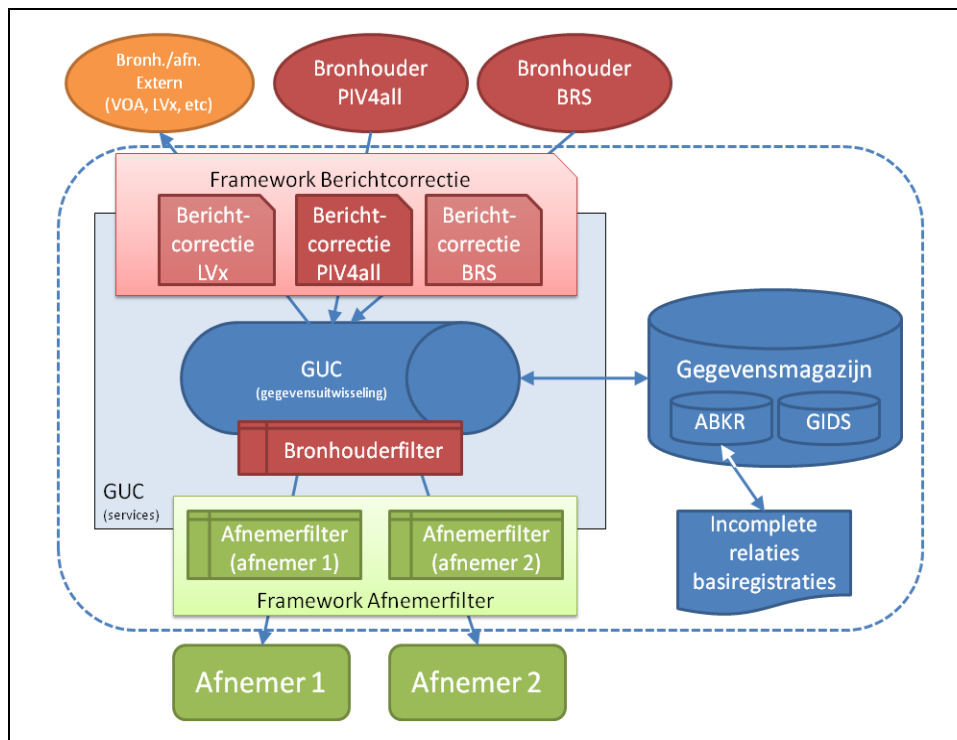 Bronh./afn.
Extern
(VOA, LVx, etc)
Bronhouder
PIV4all
Bronhouder
BRS
Framework Berichtcorrectie
Bericht-
correctie
LVx
Bericht-
correctie
PIV4all
Bericht-
correctie
BRS
GUC
(gegevensuitwisseling)
Gegevensmagazijn
ABKR
GIDS
Bronhouderfilter
GUC
(services)
Afnemerfilter
(afnemer 1)
Afnemerfilter
(afnemer 2)
Framework Afnemerfilter
Incomplete
relaties
basiregistraties
Afnemer 1
Afnemer 2